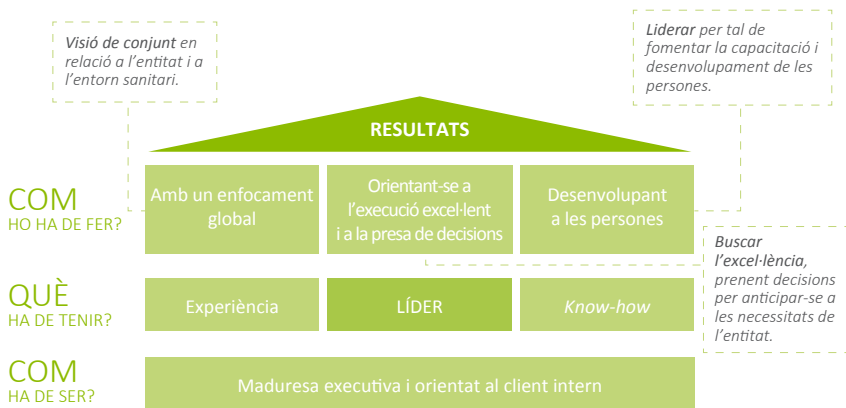 Visió de conjunt en
relació a l'entitat i a
l'entorn sanitari.
Liderar per tal de
fomentar la capacitació i
desenvolupament de les
persones.
RESULTATS
COM
HO HA DE FER?
Amb un enfocament
global
Orientant-se a
l'execució excel·lent
i a la presa de decisions
Desenvolupant
a les persones
Buscar
l'excel·lència,
prenent decisions
per anticipar-se a
les necessitats de
l'entitat.
QUÈ
HA DE TENIR?
Experiència
LÍDER
Know-how
COM
HA DE SER?
Maduresa executiva i orientat al client intern